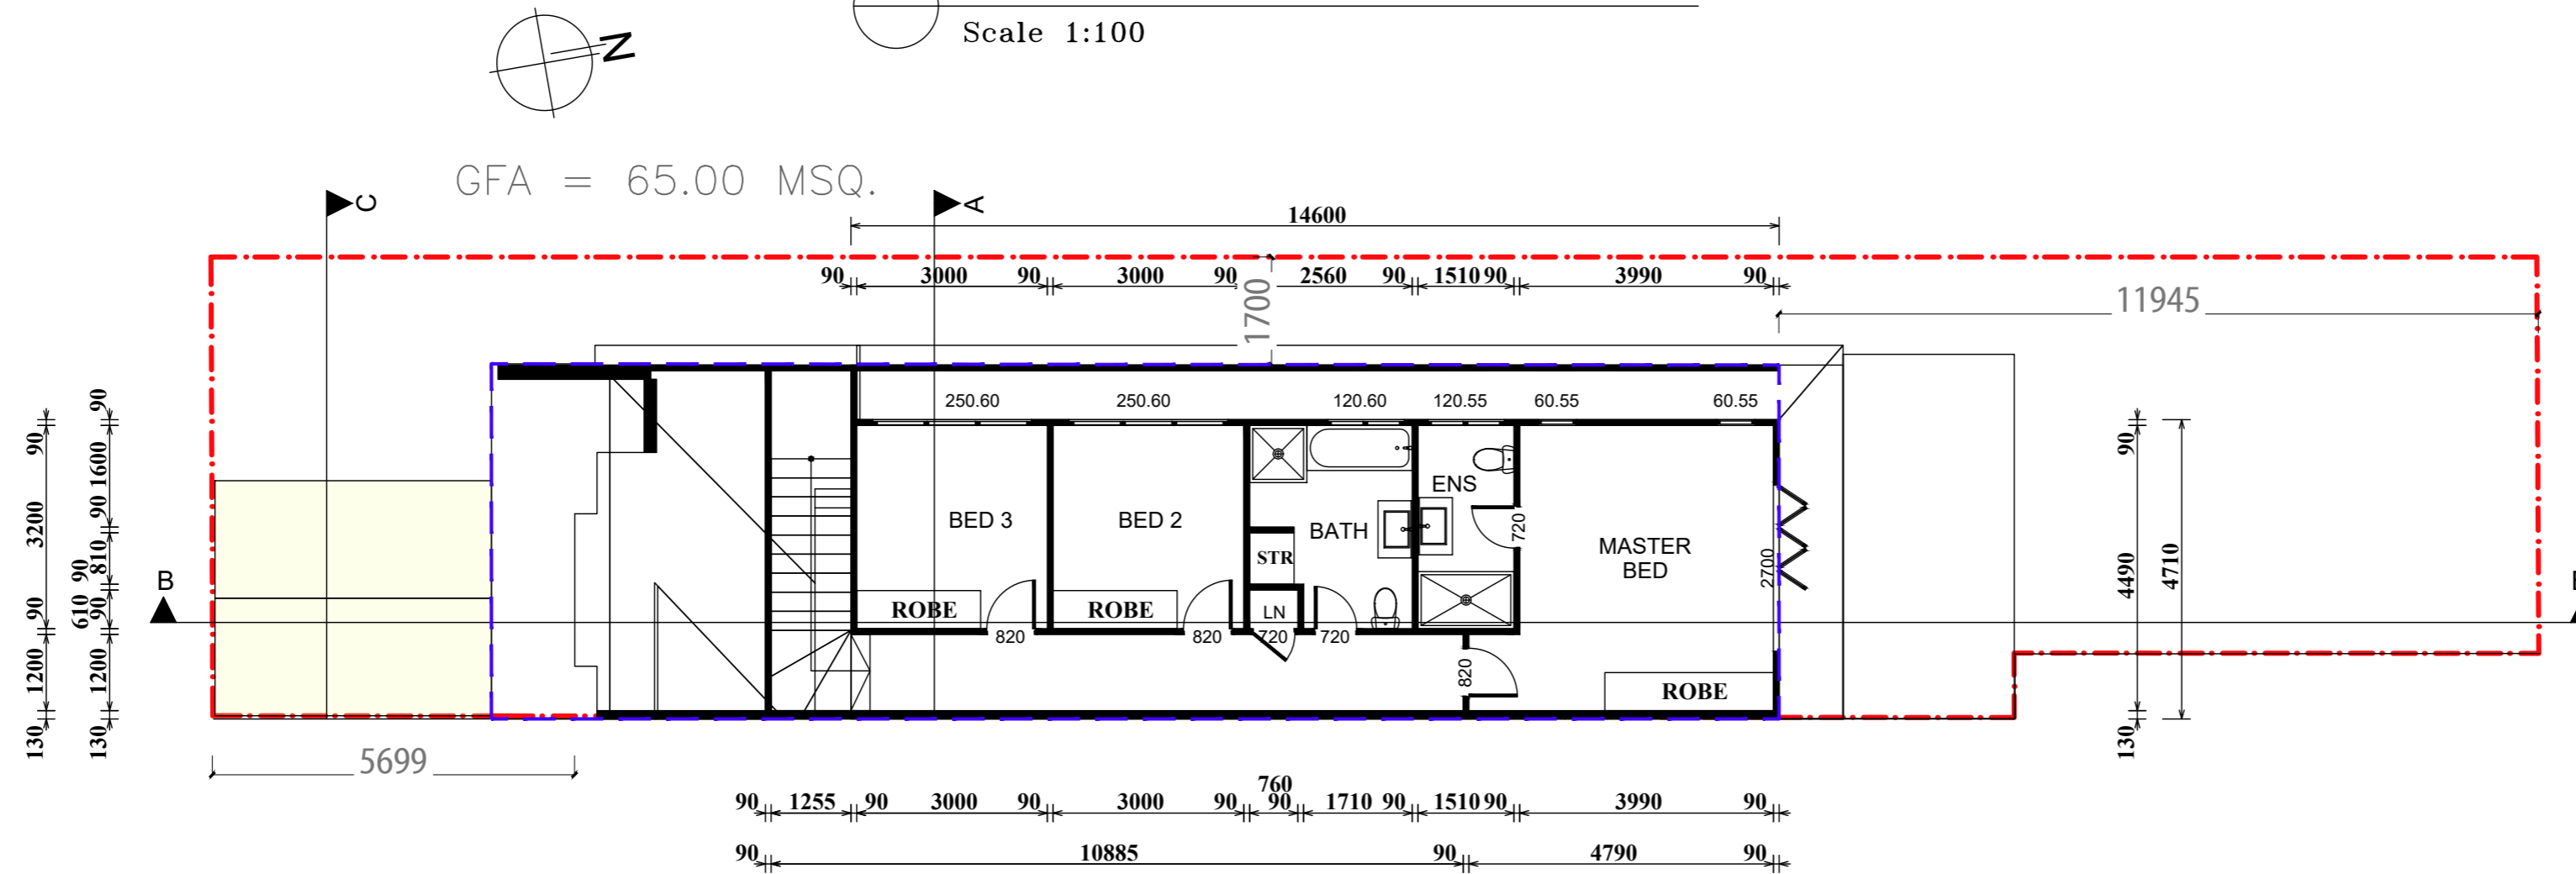 Scale 1:100
N
GFA = 65.00 MSQ.
C
A
14600
90 3000 90 3000 90 2560 90 1510 90 3990 90
17000
11945
250.60 250.60 120.60 120.55 60.55 60.55
90 3200 90 1200 130
90 1600 90 810 90 610 90 1200 130
B
BED 3
BED 2
BATH
ENS
MASTER
BED
STR
LN
ROBE
ROBE
ROBE
820 820 720 720 820 720 2700
90 4490 130
4710
5699
760
90 1255 90 3000 90 3000 90 90 1710 90 1510 90 3990 90
90 10885 90 4790 90